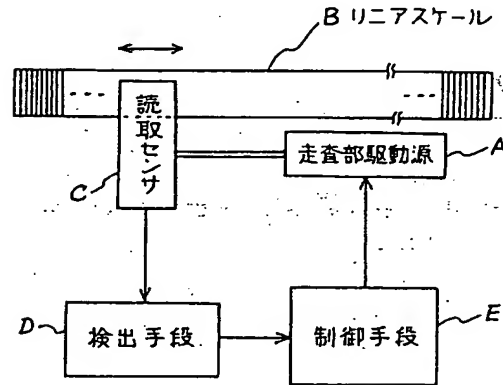 B リニアスケール
読取センサ
C
走査部駆動源
A
D
検出手段
制御手段
E